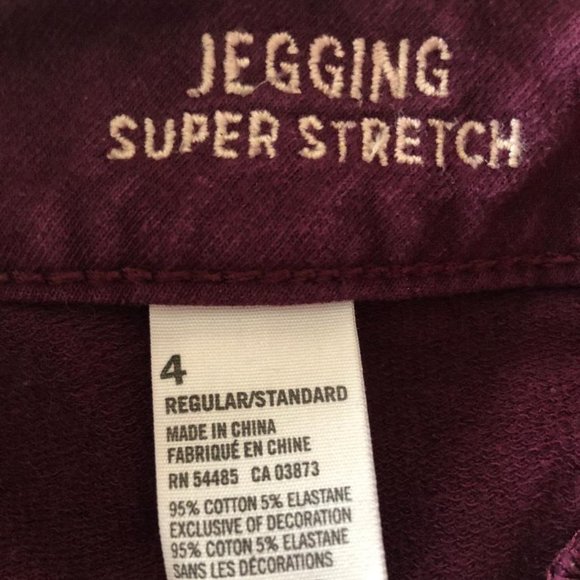 JEGGING
SUPER STRETCH
4
REGULAR/STANDARD
MADE IN CHINA
FABRIQUÉ EN CHINE
RN 54485 CA 03873
95% COTTON 5% ELASTANE
EXCLUSIVE OF DECORATION
95% COTON 5% ELASTANE
SANS LES DÉCORATIONS